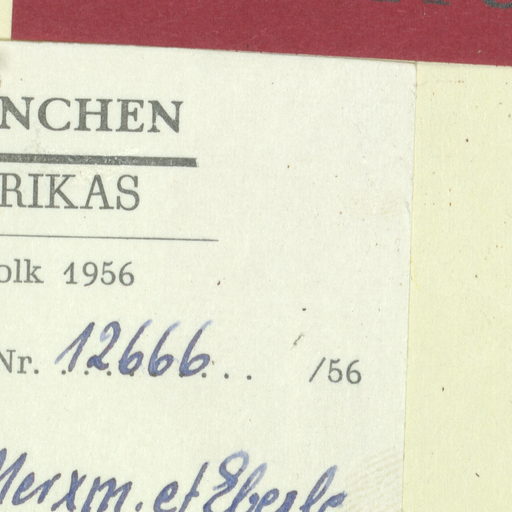 NCHEN
RIKAS
olk 1956
Nr. 12666... /56
Merxm. et Eberle